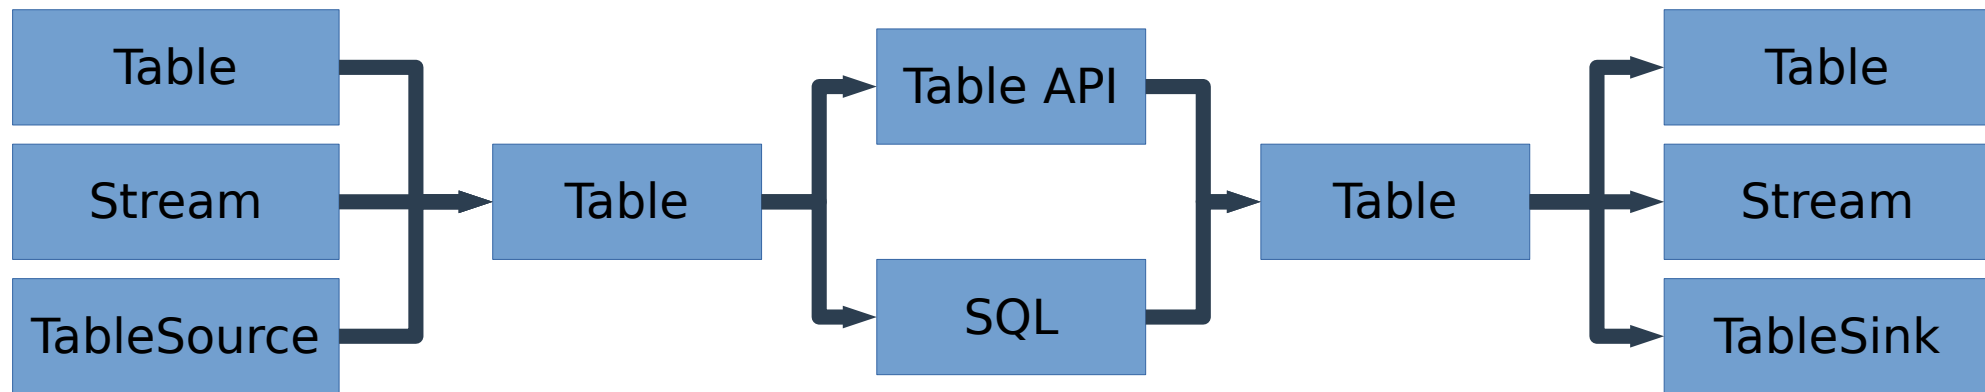 Table
Stream
TableSource
Table
Table API
SQL
Table
Table
Stream
TableSink